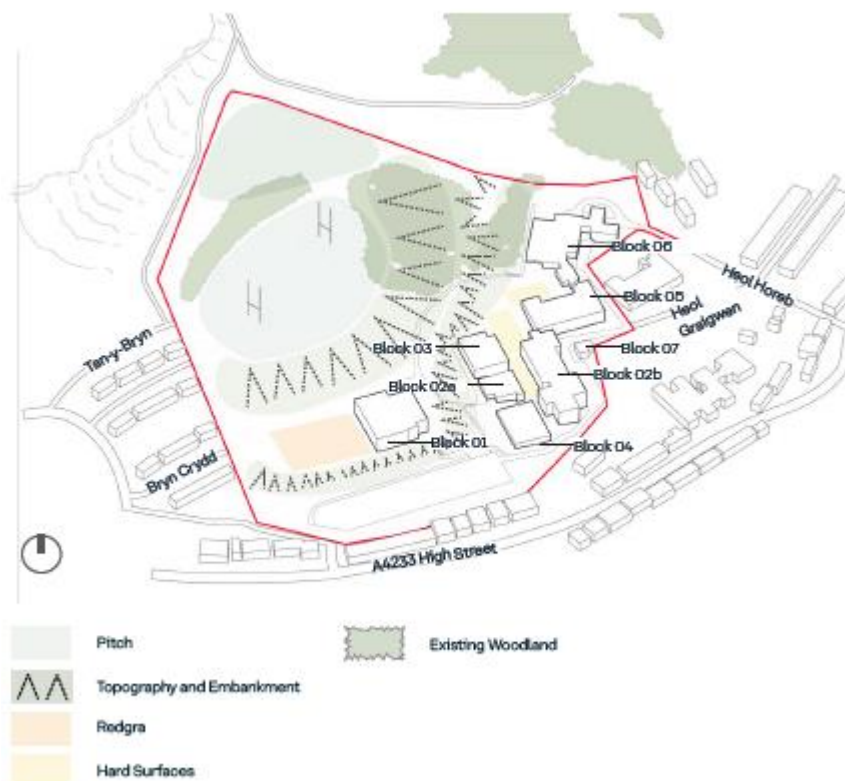 Block 06
Heol Horeb
Block 05
Heol
Graigwen
Block 03
Block 07
Tan-y-Bryn
Block 02a
Block 02b
Block 01
Block 04
Bryn Crydd
A4233 High Street
Pitch
Existing Woodland
Topography and Embankment
Redgra
Hard Surfaces